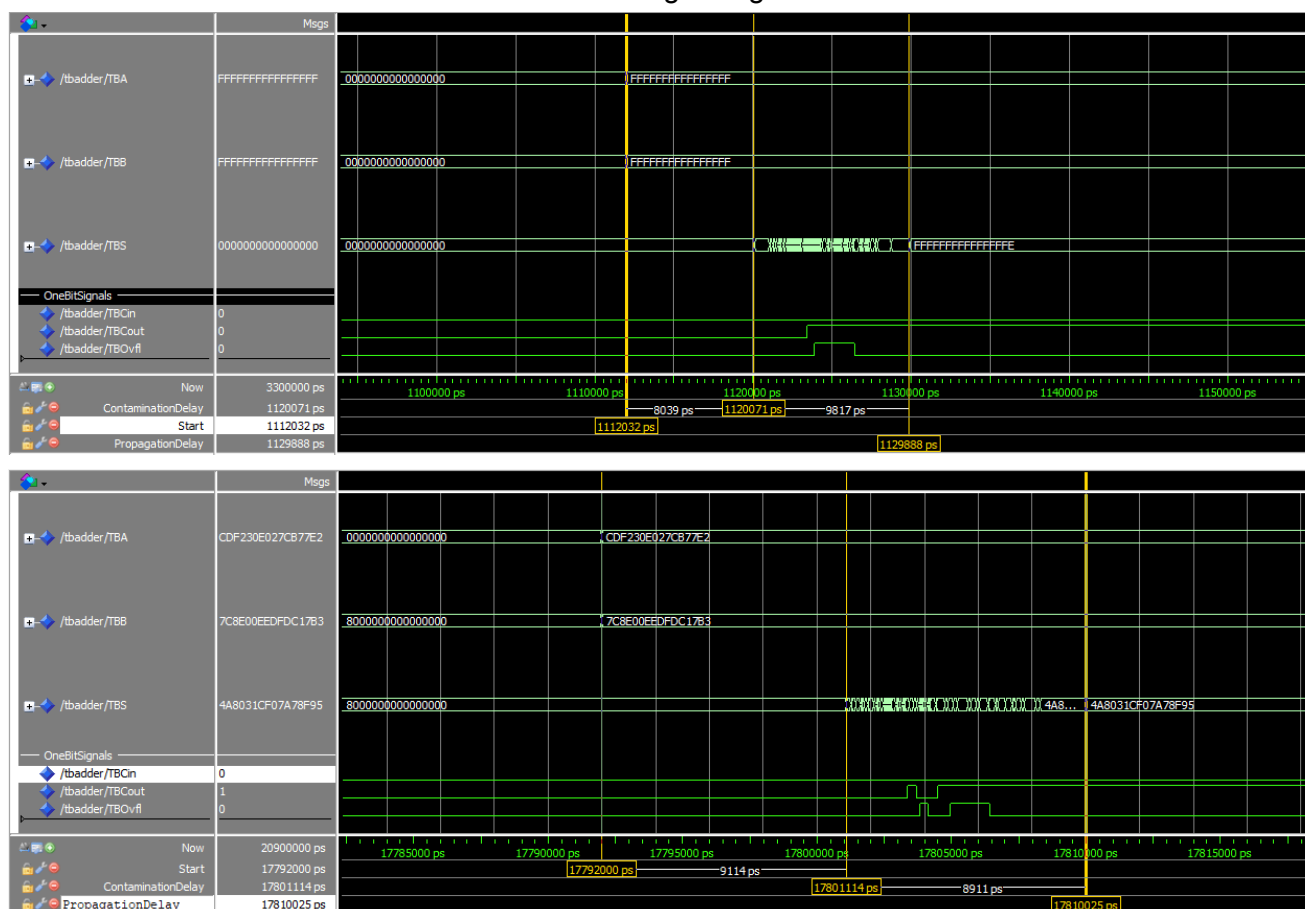 Msgs
/tbadder/TBA FFFFFFFFFFFFFFFF 0000000000000000 FFFFFFFFFFFFFFFF
/tbadder/TBB FFFFFFFFFFFFFFFF 0000000000000000 FFFFFFFFFFFFFFFF
/tbadder/TBS 0000000000000000 0000000000000000 FFFFFFFFFFFFFFFE
OneBitSignals
/tbadder/TBCin 0
/tbadder/TBCout 0
/tbadder/TBOvfl 0
Now 3300000 ps 1100000 ps 1110000 ps 1120000 ps 1130000 ps 1140000 ps 1150000 ps
ContaminationDelay 1120071 ps 8039 ps 1120071 ps 9817 ps
Start 1112032 ps 1112032 ps
PropagationDelay 1129888 ps 1129888 ps
Msgs
/tbadder/TBA CDF230E027CB77E2 0000000000000000 CDF230E027CB77E2
/tbadder/TBB 7C8E00EEDFDC17B3 8000000000000000 7C8E00EEDFDC17B3
/tbadder/TBS 4A8031CF07A78F95 8000000000000000 4A8... 4A8031CF07A78F95
OneBitSignals
/tbadder/TBCin 0
/tbadder/TBCout 1
/tbadder/TBOvfl 0
Now 20900000 ps 17785000 ps 17790000 ps 17795000 ps 17800000 ps 17805000 ps 17810000 ps 17815000 ps
Start 17792000 ps 17792000 ps 9114 ps
ContaminationDelay 17801114 ps 17801114 ps 8911 ps
PropagationDelay 17810025 ps 17810025 ps